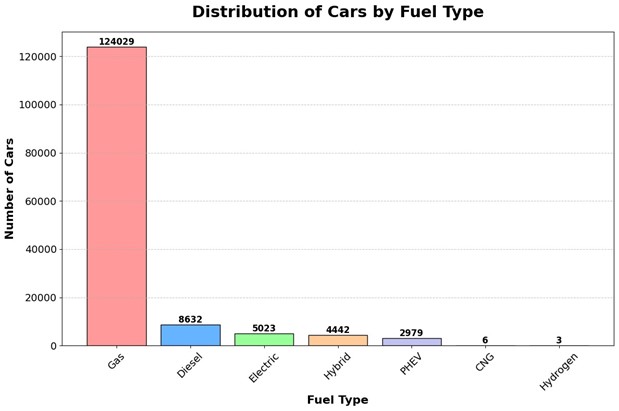 Distribution of Cars by Fuel Type
Number of Cars
120000
100000
80000
60000
40000
20000
0
124029
8632
5023
4442
2979
6
3
Gas
Diesel
Electric
Hybrid
PHEV
CNG
Hydrogen
Fuel Type